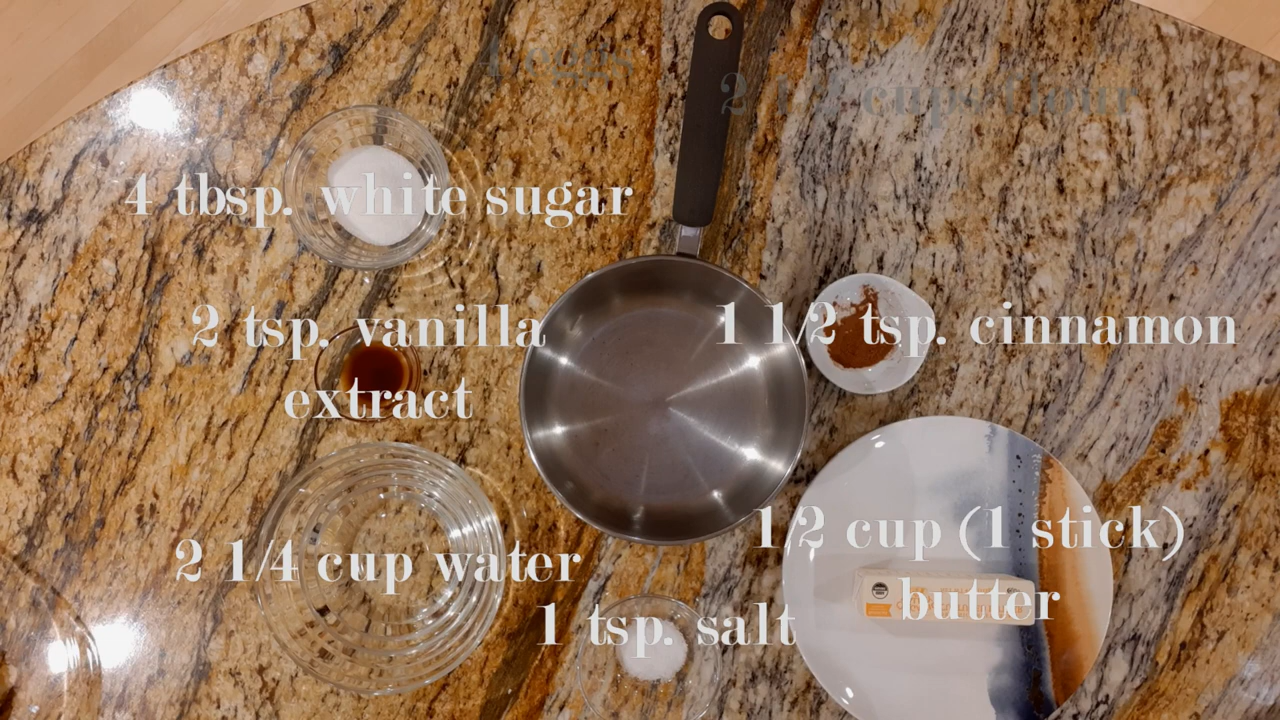 4 eggs
2 1/2 cups flour
4 tbsp. white sugar
2 tsp. vanilla
extract
1 1/2 tsp. cinnamon
2 1/4 cup water
1/2 cup (1 stick)
butter
1 tsp. salt